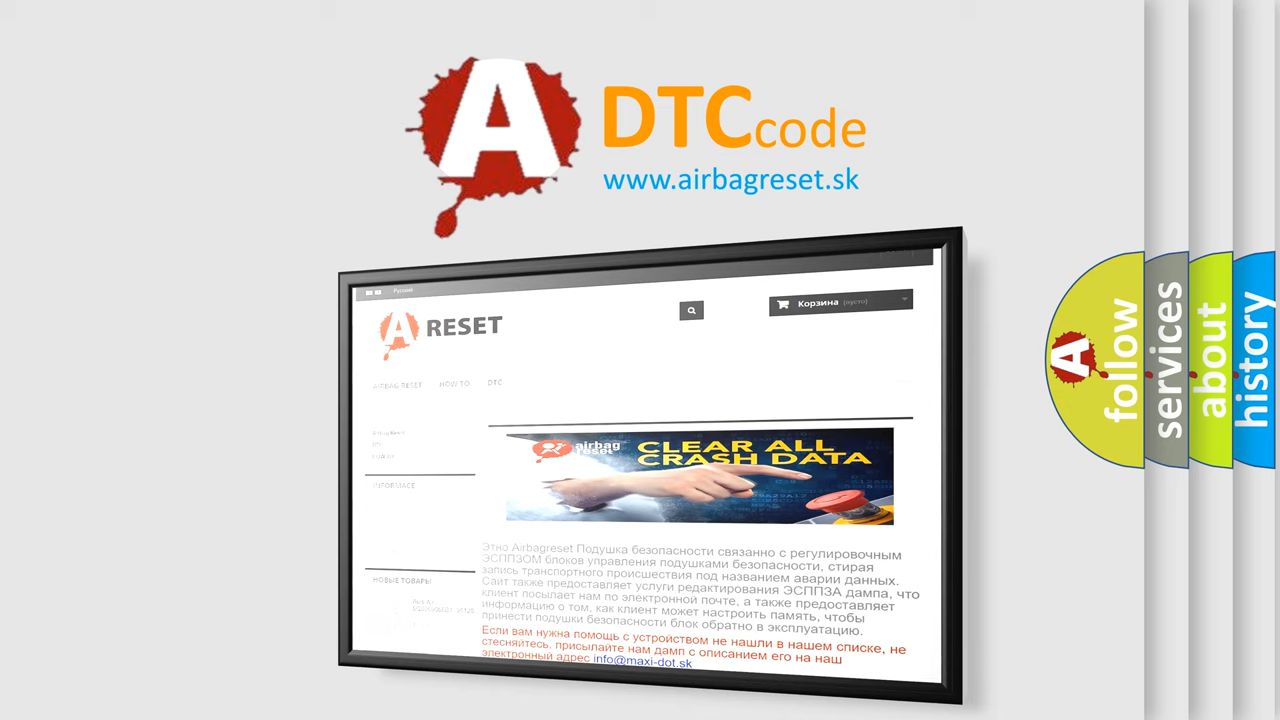 A DTCcode
www.airbagreset.sk
Русский
Корзина (пусто)
A RESET
AIRBAG RESET HOW TO DTC
INFORMACE
airbag
reset
CLEAR ALL
CRASH DATA
Этно Airbagreset Подушка безопасности связанно с регулировочным
ЭСППЗОМ блоков управления подушками безопасности, стирая
запись транспортного происшествия под названием аварии данных.
Сайт также предоставляет услуги редактирования ЭСППЗА дампа, что
клиент посылает нам по электронной почте, а также предоставляет
информацию о том, как клиент может настроить память, чтобы
принести подушки безопасности блок обратно в эксплуатацию.
Если вам нужна помощь с устройством не нашли в нашем списке, не
стесняйтесь, присылайте нам дамп с описанием его на наш
электронный адрес info@maxi-dot.sk
НОВЫЕ ТОВАРЫ
A
follow
services
about
history